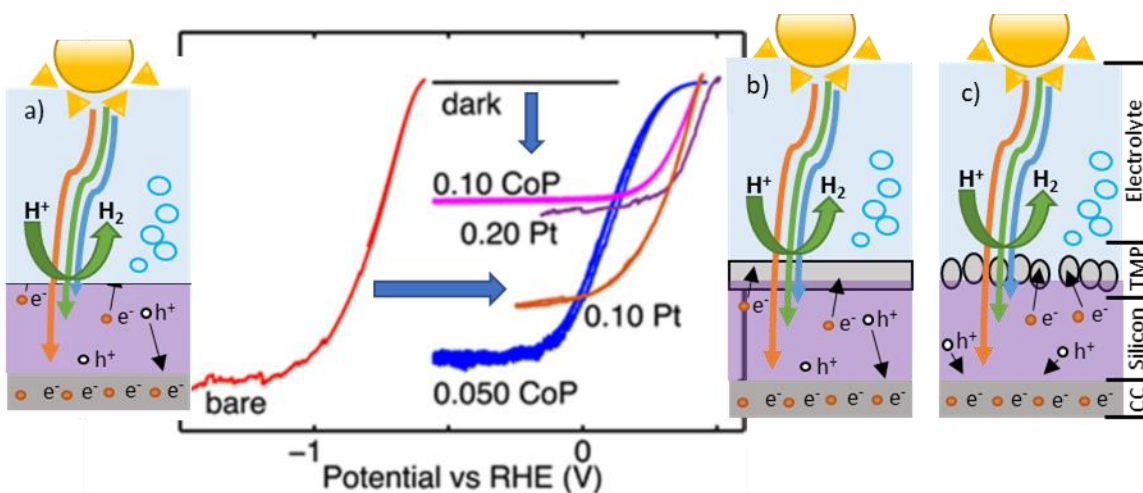 a)
H⁺
H₂
e⁻
e⁻
h⁺
h⁺
e⁻ e⁻ e⁻ e⁻
dark
0.10 CoP
0.20 Pt
0.10 Pt
0.050 CoP
bare
−1
0
Potential vs RHE (V)
b)
H⁺
H₂
e⁻
e⁻
h⁺
h⁺
e⁻ e⁻ e⁻ e⁻
c)
H⁺
H₂
e⁻
e⁻
h⁺
h⁺
e⁻ e⁻ e⁻ e⁻
Electrolyte
TMP
Silicon
CC